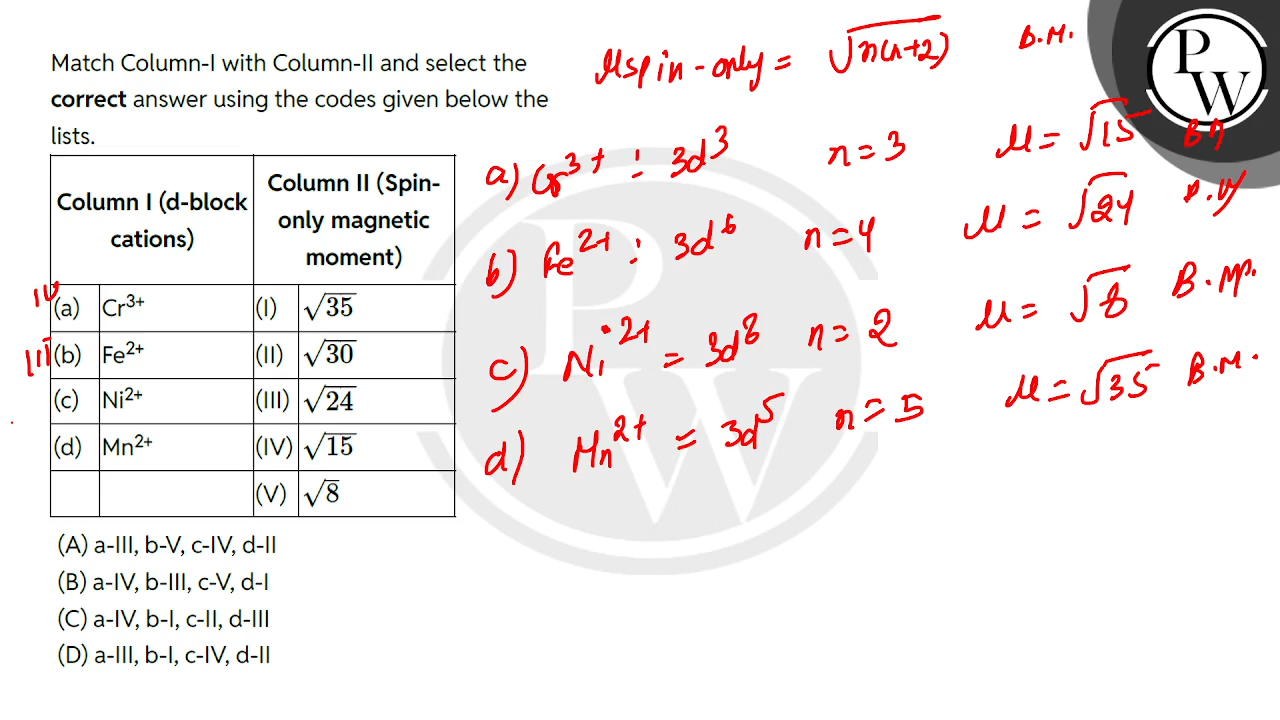 Match Column-I with Column-II and select the
correct answer using the codes given below the
lists.
Column I (d-block cations) Column II (Spin-only magnetic moment)
IV (a) Cr³⁺ (I) √35
III (b) Fe²⁺ (II) √30
(c) Ni²⁺ (III) √24
(d) Mn²⁺ (IV) √15
(V) √8
(A) a-III, b-V, c-IV, d-II
(B) a-IV, b-III, c-V, d-I
(C) a-IV, b-I, c-II, d-III
(D) a-III, b-I, c-IV, d-II
μspin-only = √n(n+2) B.M.
a) Cr³⁺ : 3d³ n=3 μ = √15 BM
b) Fe²⁺ : 3d⁶ n=4 μ = √24 B.M
c) Ni²⁺ = 3d⁸ n=2 μ = √8 B.M.
d) Mn²⁺ = 3d⁵ n=5 μ = √35 B.M.
PW
PW